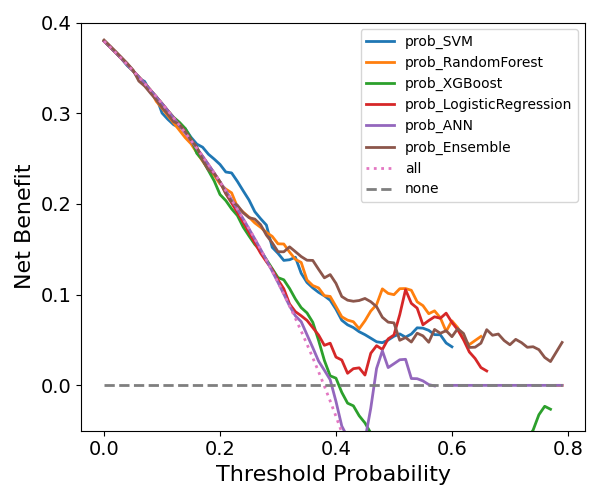 0.4
0.3
0.2
0.1
0.0
Net Benefit
prob_SVM
prob_RandomForest
prob_XGBoost
prob_LogisticRegression
prob_ANN
prob_Ensemble
all
none
0.0
0.2
0.4
0.6
0.8
Threshold Probability